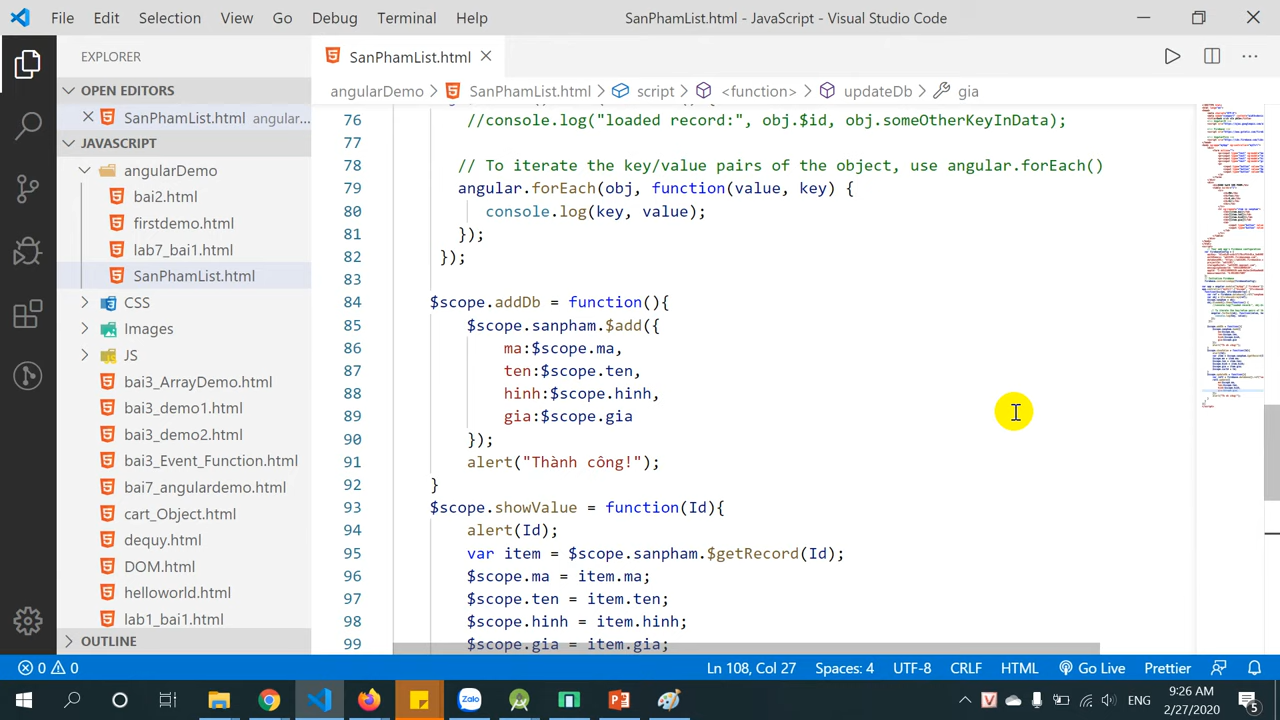 File Edit Selection View Go Debug Terminal Help SanPhamList.html - JavaScript - Visual Studio Code
EXPLORER
OPEN EDITORS
SanPhamList.html angular...
JAVASCRIPT
angularDemo
bai2.html
firstdemo.html
lab7_bai1.html
SanPhamList.html
CSS
Images
JS
bai3_ArrayDemo.html
bai3_demo1.html
bai3_demo2.html
bai3_Event_Function.html
bai7_angulardemo.html
cart_Object.html
dequy.html
DOM.html
helloworld.html
lab1_bai1.html
OUTLINE
SanPhamList.html
angularDemo > SanPhamList.html > script > <function> > updateDb > gia
76 //console.log("loaded record:", obj.$id, obj.someOtherKeyInData);
77
78 // To iterate the key/value pairs of the object, use angular.forEach()
79 angular.forEach(obj, function(value, key) {
80 console.log(key, value);
81 });
82 });
83
84 $scope.addDb = function(){
85 $scope.sanpham.$add({
86 ma:$scope.ma,
87 ten:$scope.ten,
88 hinh:$scope.hinh,
89 gia:$scope.gia
90 });
91 alert("Thành công!");
92 }
93 $scope.showValue = function(Id){
94 alert(Id);
95 var item = $scope.sanpham.$getRecord(Id);
96 $scope.ma = item.ma;
97 $scope.ten = item.ten;
98 $scope.hinh = item.hinh;
99 $scope.gia = item.gia;
0 0 Ln 108, Col 27 Spaces: 4 UTF-8 CRLF HTML Go Live Prettier
Zalo ENG 3:26 AM
2/27/2020 5